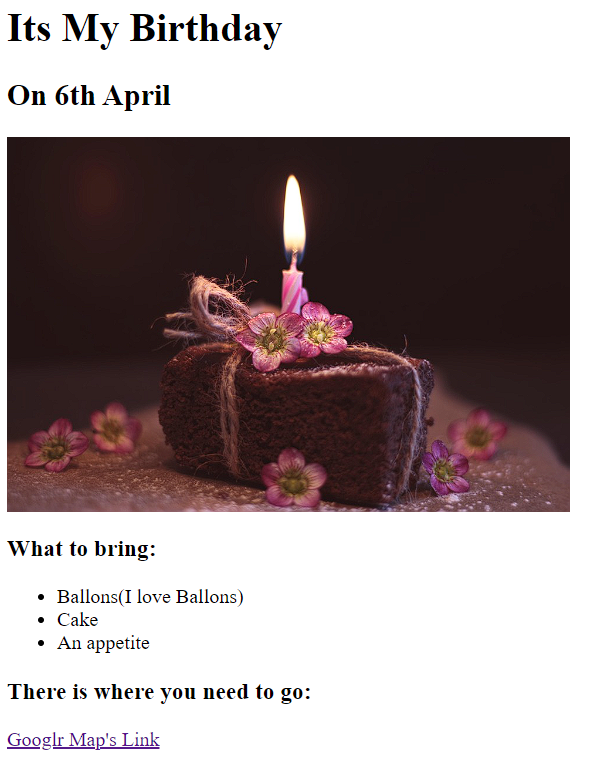 Its My Birthday
On 6th April
What to bring:
Ballons(I love Ballons)
Cake
An appetite
There is where you need to go:
Googlr Map's Link